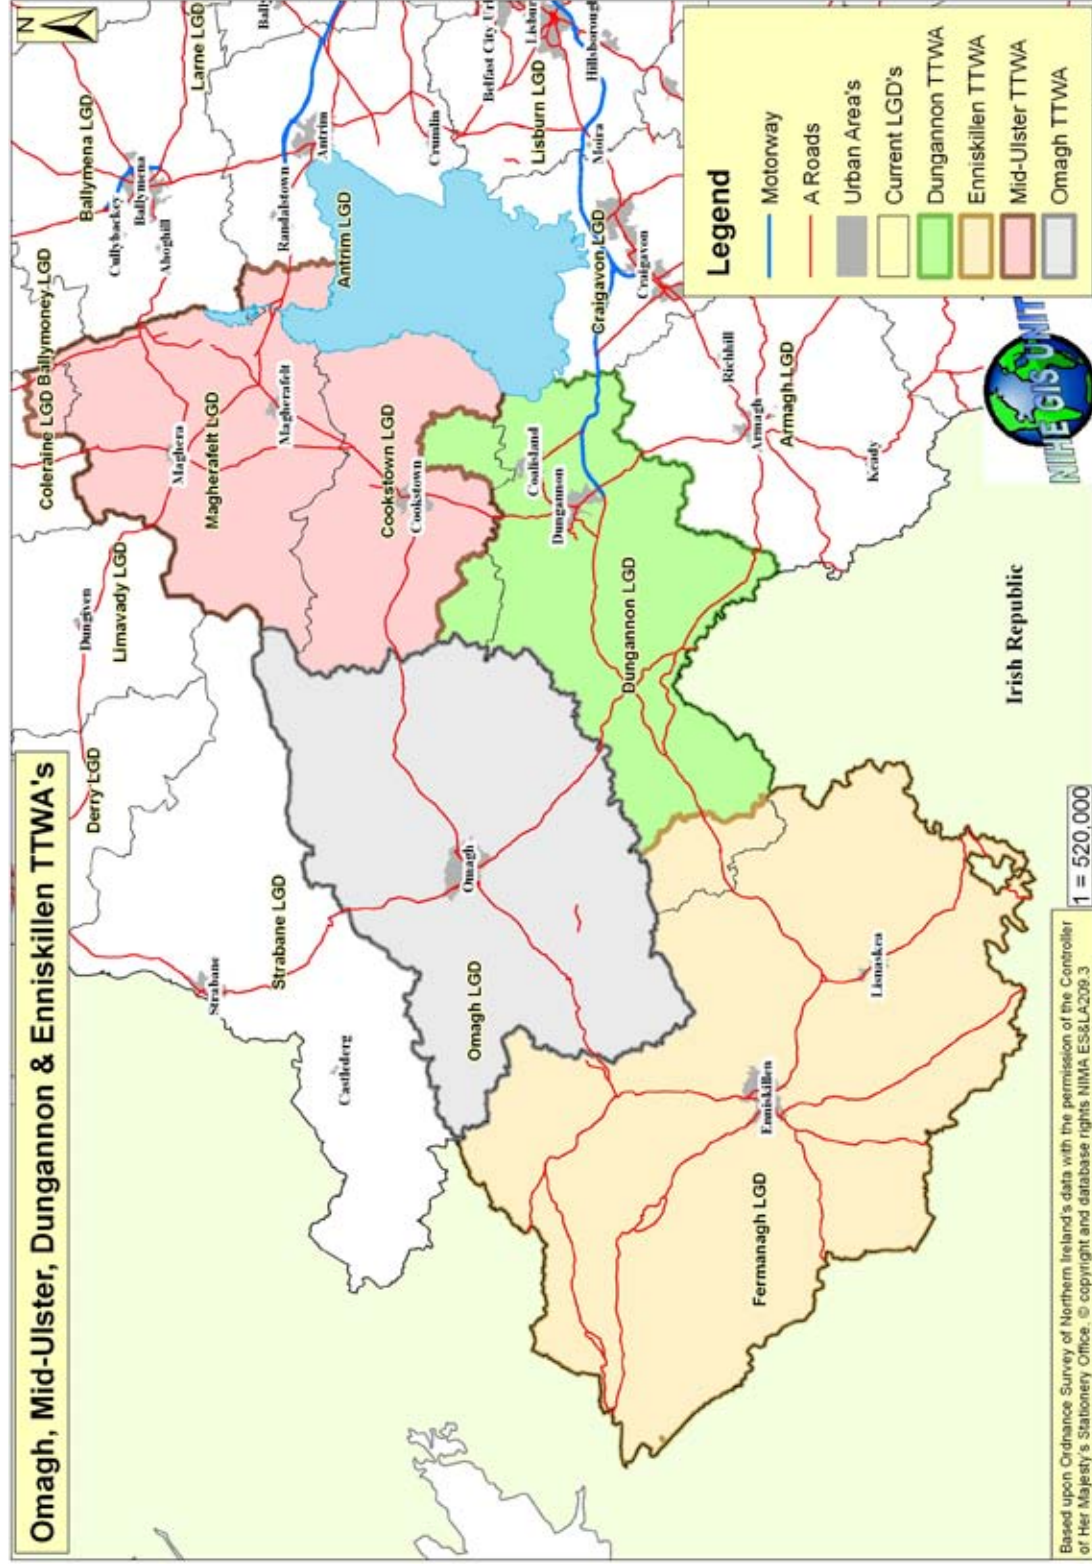 Omagh, Mid-Ulster, Dungannon & Enniskillen TTWA's
N
Coleraine LGD
Ballymoney LGD
Ballymena LGD
Larne LGD
Cullybackey
Ballymena
Ahoghill
Derry LGD
Dungiven
Limavady LGD
Maghera
Magherafelt LGD
Magherafelt
Randalstown
Antrim
Antrim LGD
Crumlin
Strabane
Strabane LGD
Castlederg
Cookstown LGD
Cookstown
Omagh
Omagh LGD
Coalisland
Dungannon
Dungannon LGD
Lisburn LGD
Moira
Craigavon LGD
Craigavon
Richhill
Armagh
Armagh LGD
Keady
Enniskillen
Lisnaskea
Fermanagh LGD
Irish Republic
Legend
Motorway
A Roads
Urban Area's
Current LGD's
Dungannon TTWA
Enniskillen TTWA
Mid-Ulster TTWA
Omagh TTWA
NIHE GIS UNIT
1 = 520,000
Based upon Ordnance Survey of Northern Ireland's data with the permission of the Controller
of Her Majesty's Stationery Office, © copyright and database rights NIMA ES&LA209.3